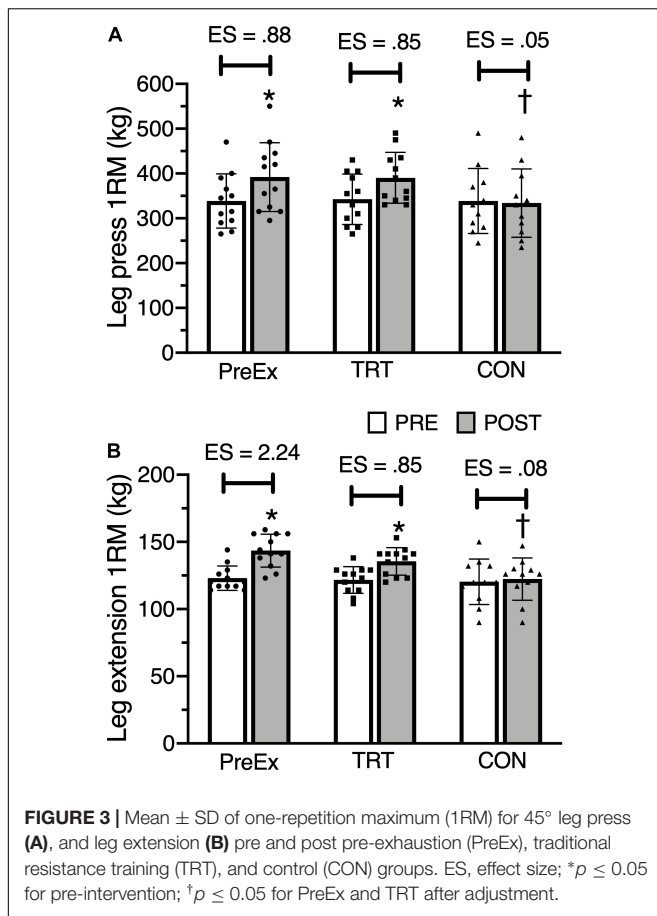 A
ES = .88
ES = .85
ES = .05
*
*
†
Leg press 1RM (kg)
600
500
400
300
200
100
0
PreEx
TRT
CON
PRE
POST
B
ES = 2.24
ES = .85
ES = .08
*
*
†
Leg extension 1RM (kg)
200
150
100
50
0
PreEx
TRT
CON
FIGURE 3 | Mean ± SD of one-repetition maximum (1RM) for 45° leg press
(A), and leg extension (B) pre and post pre-exhaustion (PreEx), traditional
resistance training (TRT), and control (CON) groups. ES, effect size; *p ≤ 0.05
for pre-intervention; †p ≤ 0.05 for PreEx and TRT after adjustment.